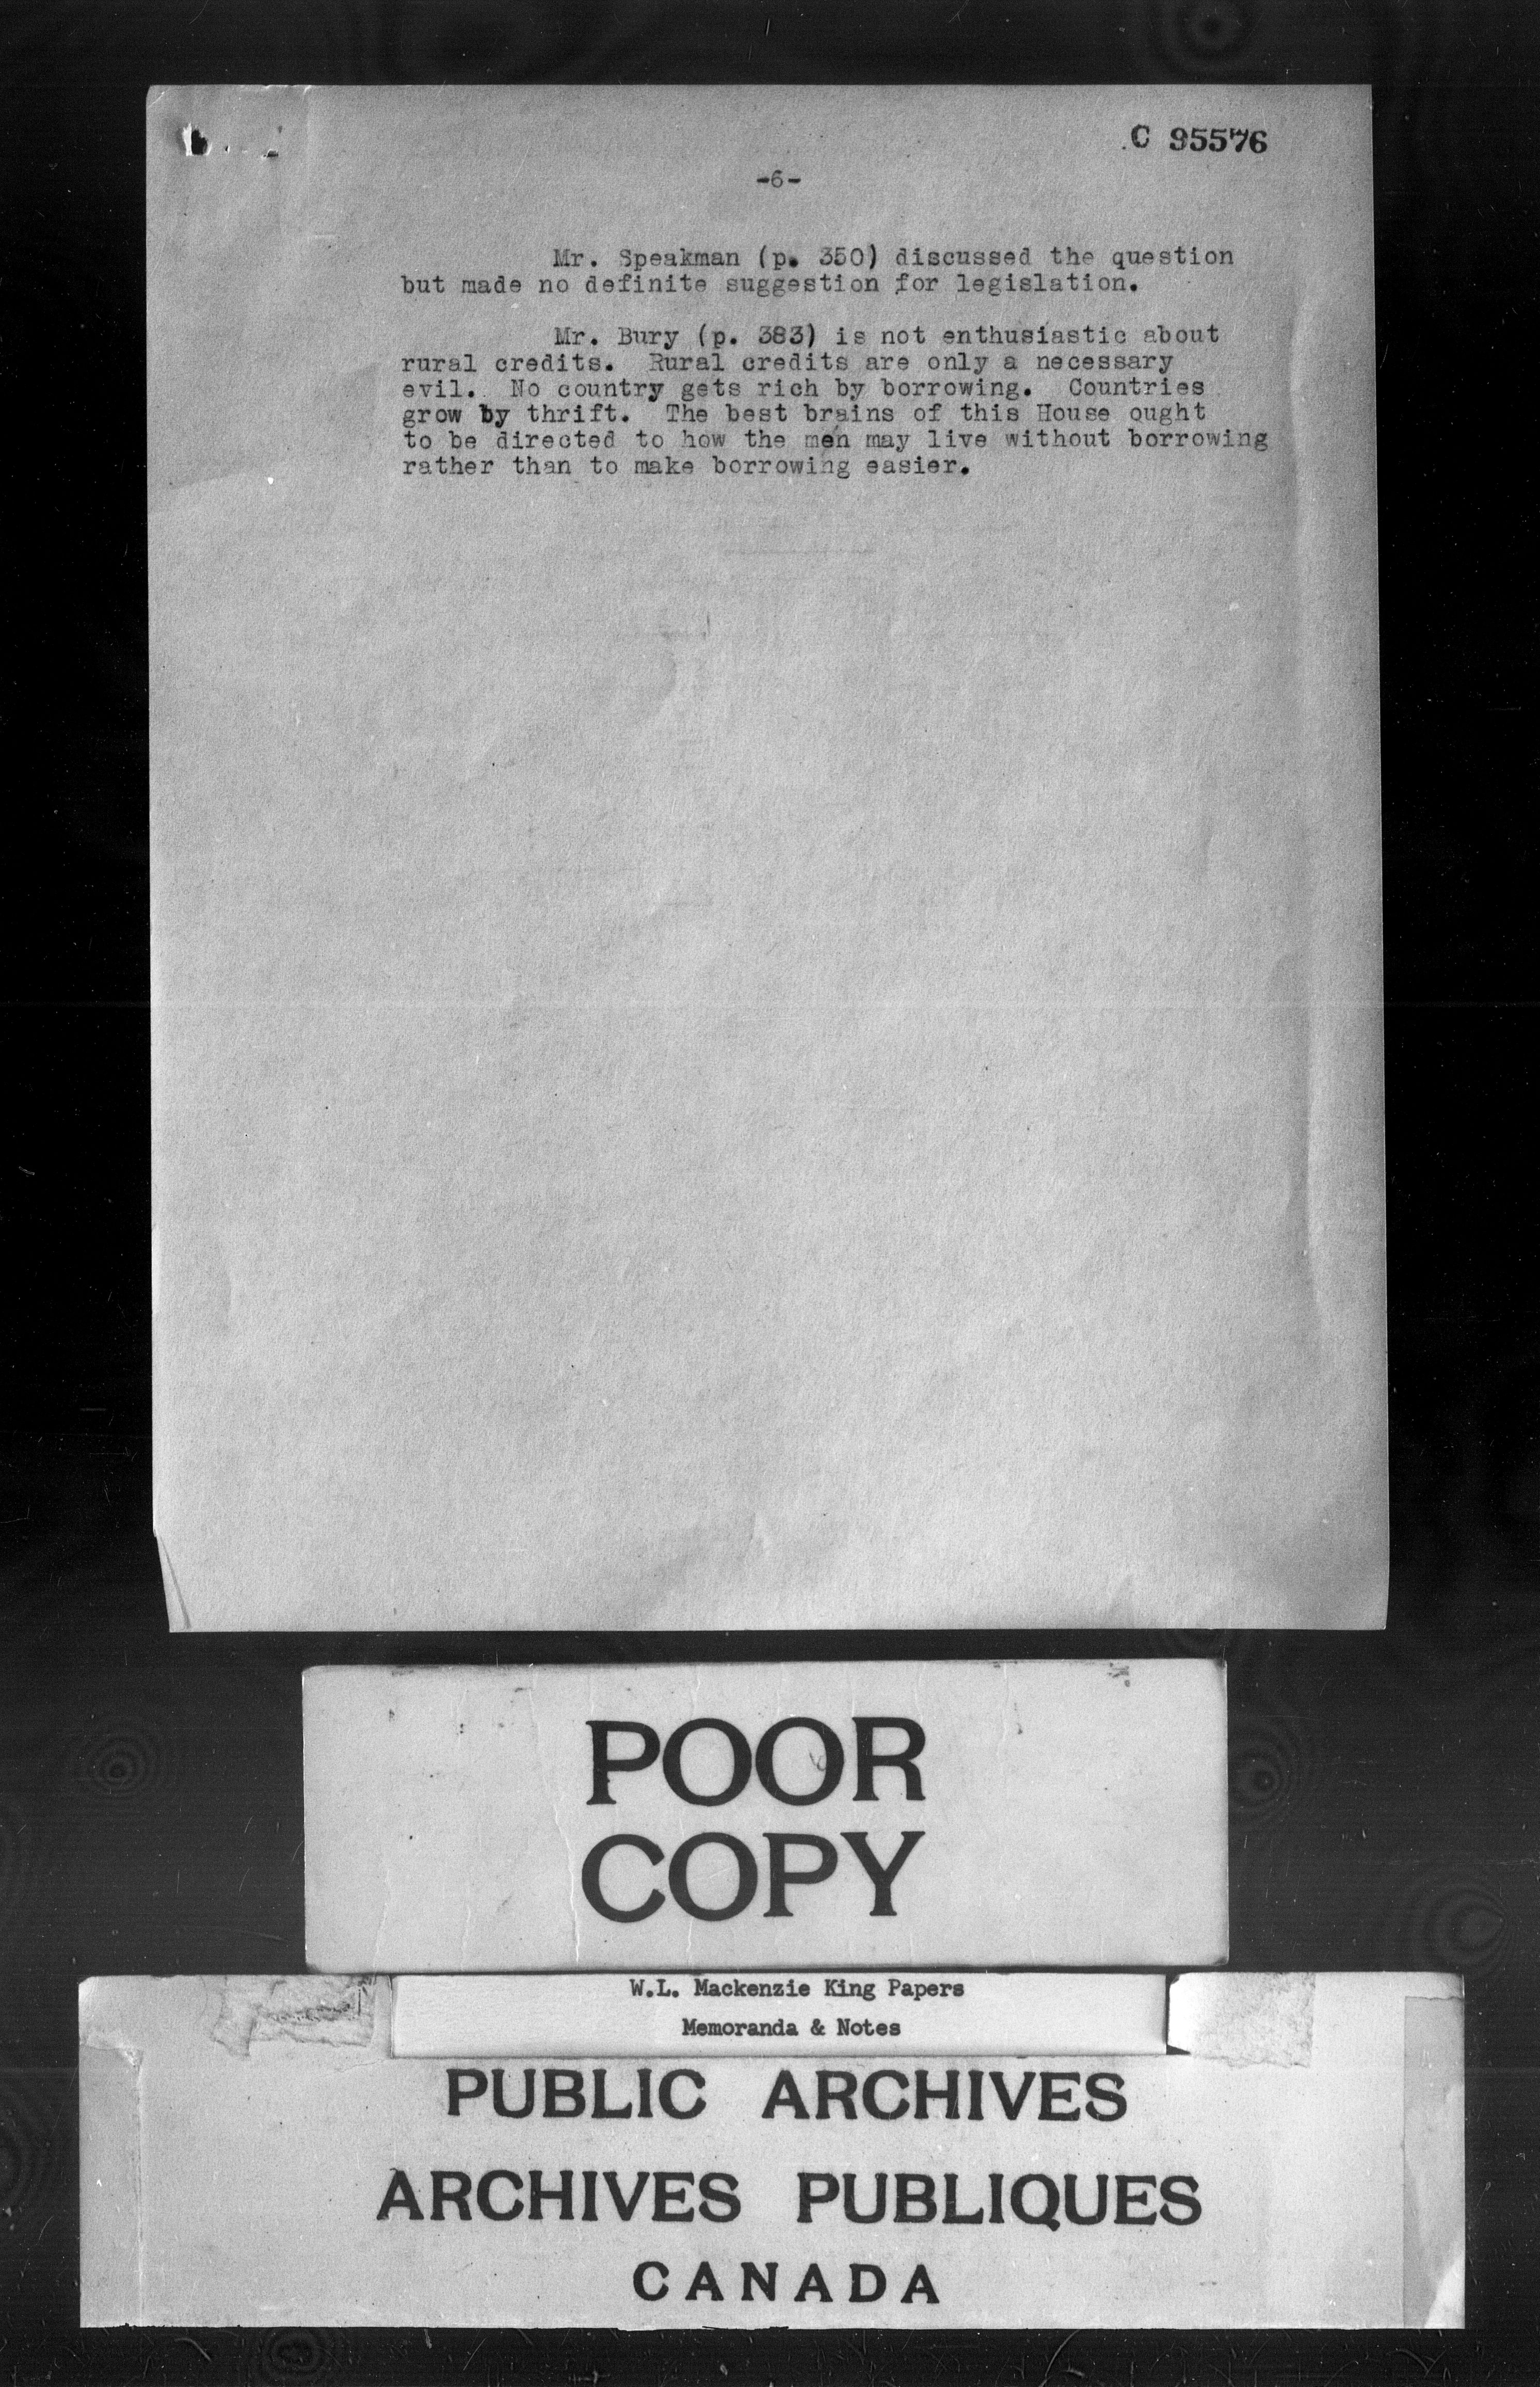 C 95576
-6-
Mr. Speakman (p. 350) discussed the question
but made no definite suggestion for legislation.
Mr. Bury (p. 383) is not enthusiastic about
rural credits. Rural credits are only a necessary
evil. No country gets rich by borrowing. Countries
grow by thrift. The best brains of this House ought
to be directed to how the men may live without borrowing
rather than to make borrowing easier.
POOR
COPY
W.L. Mackenzie King Papers
Memoranda & Notes
PUBLIC ARCHIVES
ARCHIVES PUBLIQUES
CANADA